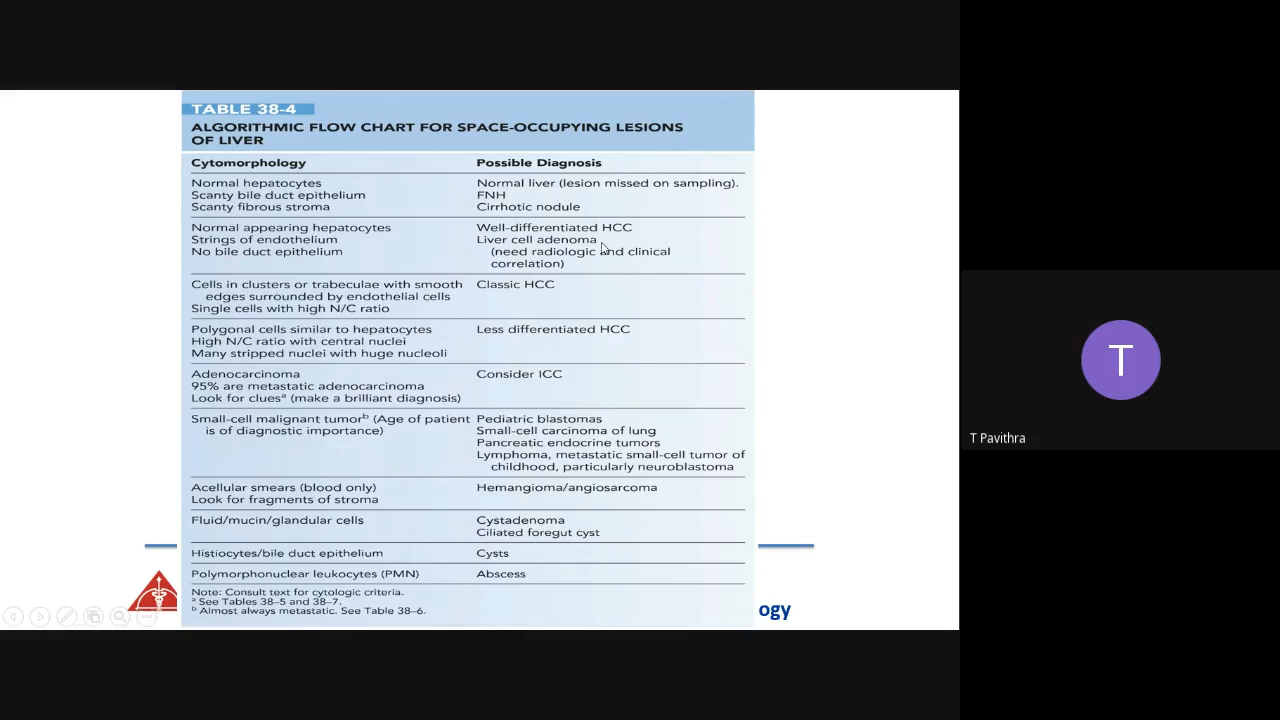 TABLE 38-4
ALGORITHMIC FLOW CHART FOR SPACE-OCCUPYING LESIONS
OF LIVER
Cytomorphology Possible Diagnosis
Normal hepatocytes Normal liver (lesion missed on sampling).
Scanty bile duct epithelium FNH
Scanty fibrous stroma Cirrhotic nodule
Normal appearing hepatocytes Well-differentiated HCC
Strings of endothelium Liver cell adenoma
No bile duct epithelium (need radiologic and clinical
correlation)
Cells in clusters or trabeculae with smooth Classic HCC
edges surrounded by endothelial cells
Single cells with high N/C ratio
Polygonal cells similar to hepatocytes Less differentiated HCC
High N/C ratio with central nuclei
Many stripped nuclei with huge nucleoli
Adenocarcinoma Consider ICC
95% are metastatic adenocarcinoma
Look for cluesᵃ (make a brilliant diagnosis)
Small-cell malignant tumorᵇ (Age of patient Pediatric blastomas
is of diagnostic importance) Small-cell carcinoma of lung
Pancreatic endocrine tumors
Lymphoma, metastatic small-cell tumor of
childhood, particularly neuroblastoma
Acellular smears (blood only) Hemangioma/angiosarcoma
Look for fragments of stroma
Fluid/mucin/glandular cells Cystadenoma
Ciliated foregut cyst
Histiocytes/bile duct epithelium Cysts
Polymorphonuclear leukocytes (PMN) Abscess
Note: Consult text for cytologic criteria.
ᵃ See Tables 38–5 and 38–7.
ᵇ Almost always metastatic. See Table 38–6.
ogy
T
T Pavithra